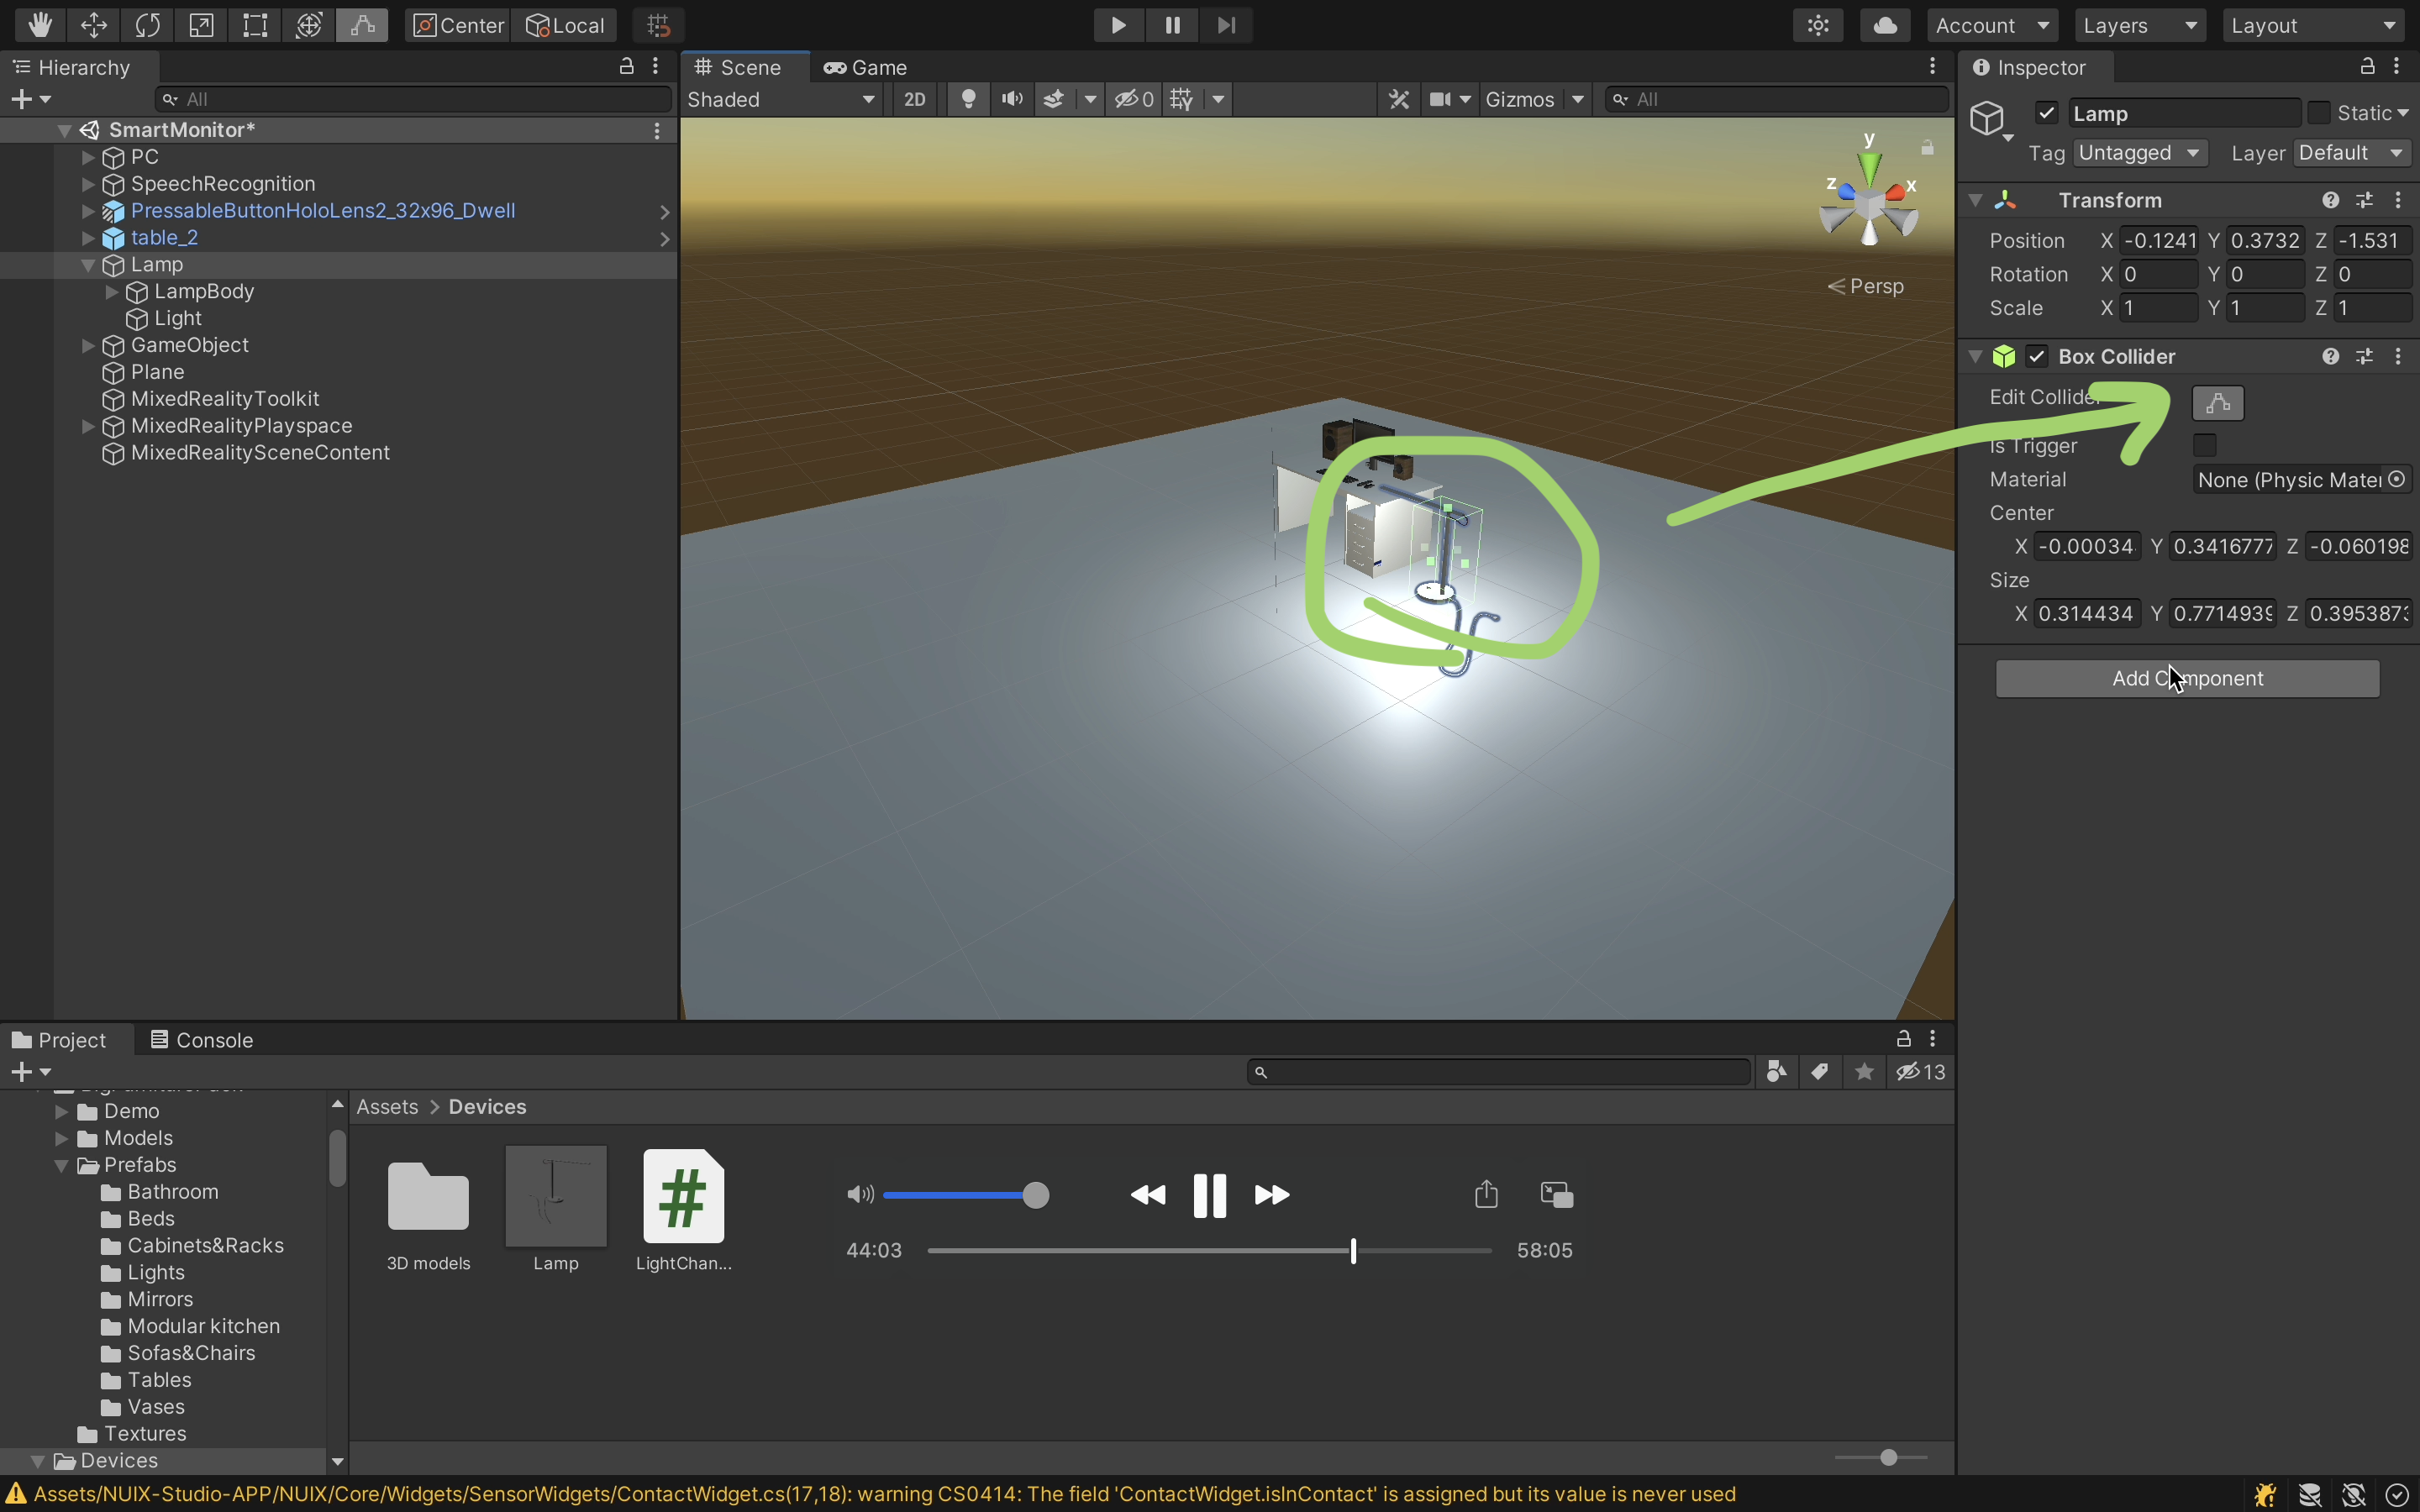 Center Local Account Layers Layout
Hierarchy
All
SmartMonitor*
PC
SpeechRecognition
PressableButtonHoloLens2_32x96_Dwell
table_2
Lamp
LampBody
Light
GameObject
Plane
MixedRealityToolkit
MixedRealityPlayspace
MixedRealitySceneContent
Scene Game
Shaded 2D 0 Gizmos All
y
z x
Persp
Inspector
Lamp Static
Tag Untagged Layer Default
Transform
Position X -0.1241 Y 0.3732 Z -1.531
Rotation X 0 Y 0 Z 0
Scale X 1 Y 1 Z 1
Box Collider
Edit Collider
Is Trigger
Material None (Physic Mater
Center
X -0.00034 Y 0.3416777 Z -0.060198
Size
X 0.314434 Y 0.7714939 Z 0.3953873
Add Component
Project Console
13
Demo
Models
Prefabs
Bathroom
Beds
Cabinets&Racks
Lights
Mirrors
Modular kitchen
Sofas&Chairs
Tables
Vases
Textures
Devices
Assets > Devices
3D models Lamp LightChan...
#
44:03 58:05
Assets/NUIX-Studio-APP/NUIX/Core/Widgets/SensorWidgets/ContactWidget.cs(17,18): warning CS0414: The field 'ContactWidget.isInContact' is assigned but its value is never used